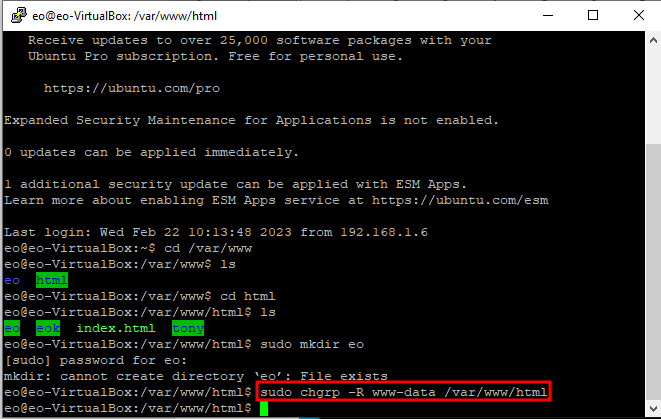 eo@eo-VirtualBox: /var/www/html
Receive updates to over 25,000 software packages with your
Ubuntu Pro subscription. Free for personal use.
https://ubuntu.com/pro
Expanded Security Maintenance for Applications is not enabled.
0 updates can be applied immediately.
1 additional security update can be applied with ESM Apps.
Learn more about enabling ESM Apps service at https://ubuntu.com/esm
Last login: Wed Feb 22 10:13:48 2023 from 192.168.1.6
eo@eo-VirtualBox:~$ cd /var/www
eo@eo-VirtualBox:/var/www$ ls
eo html
eo@eo-VirtualBox:/var/www$ cd html
eo@eo-VirtualBox:/var/www/html$ ls
eo eok index.html tony
eo@eo-VirtualBox:/var/www/html$ sudo mkdir eo
[sudo] password for eo:
mkdir: cannot create directory ‘eo’: File exists
eo@eo-VirtualBox:/var/www/html$ sudo chgrp -R www-data /var/www/html
eo@eo-VirtualBox:/var/www/html$